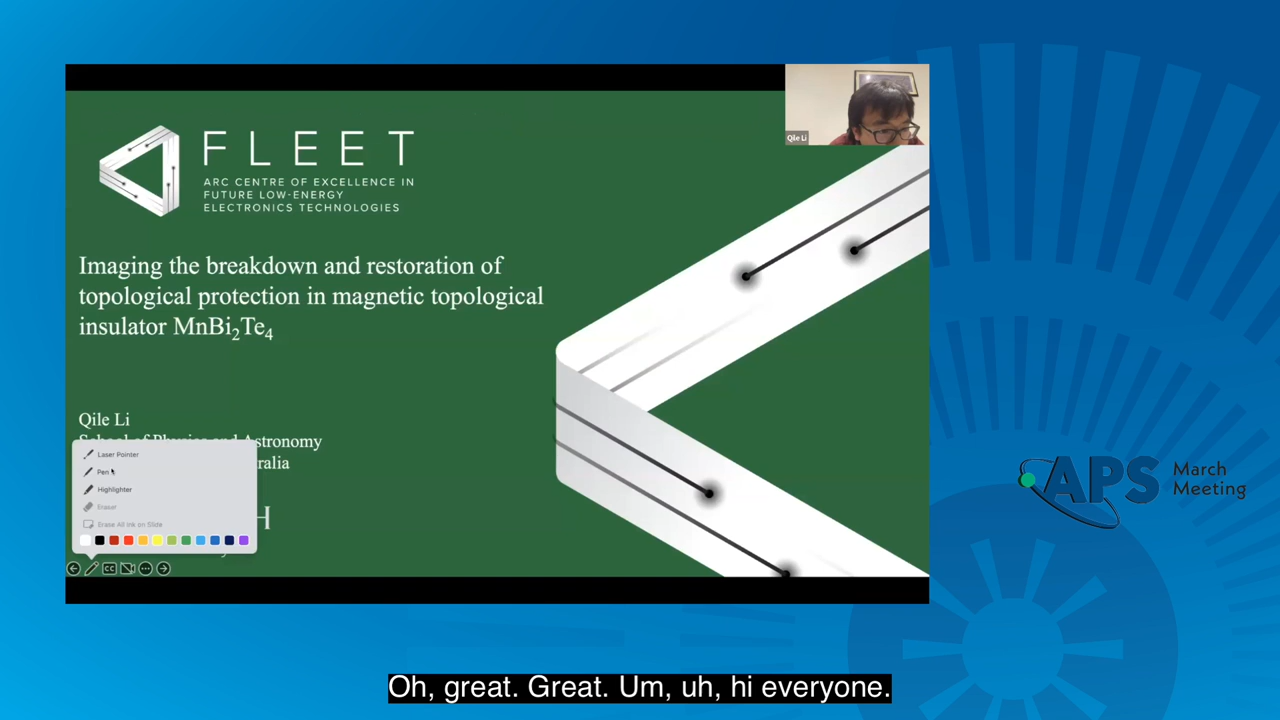 Qile Li
FLEET
ARC CENTRE OF EXCELLENCE IN
FUTURE LOW-ENERGY
ELECTRONICS TECHNOLOGIES
Imaging the breakdown and restoration of
topological protection in magnetic topological
insulator MnBi₂Te₄
Qile Li
School of Physics and Astronomy
Laser Pointer
Pen
Highlighter
Eraser
Erase All Ink on Slide
CC
APS March
Meeting
Oh, great. Great. Um, uh, hi everyone.